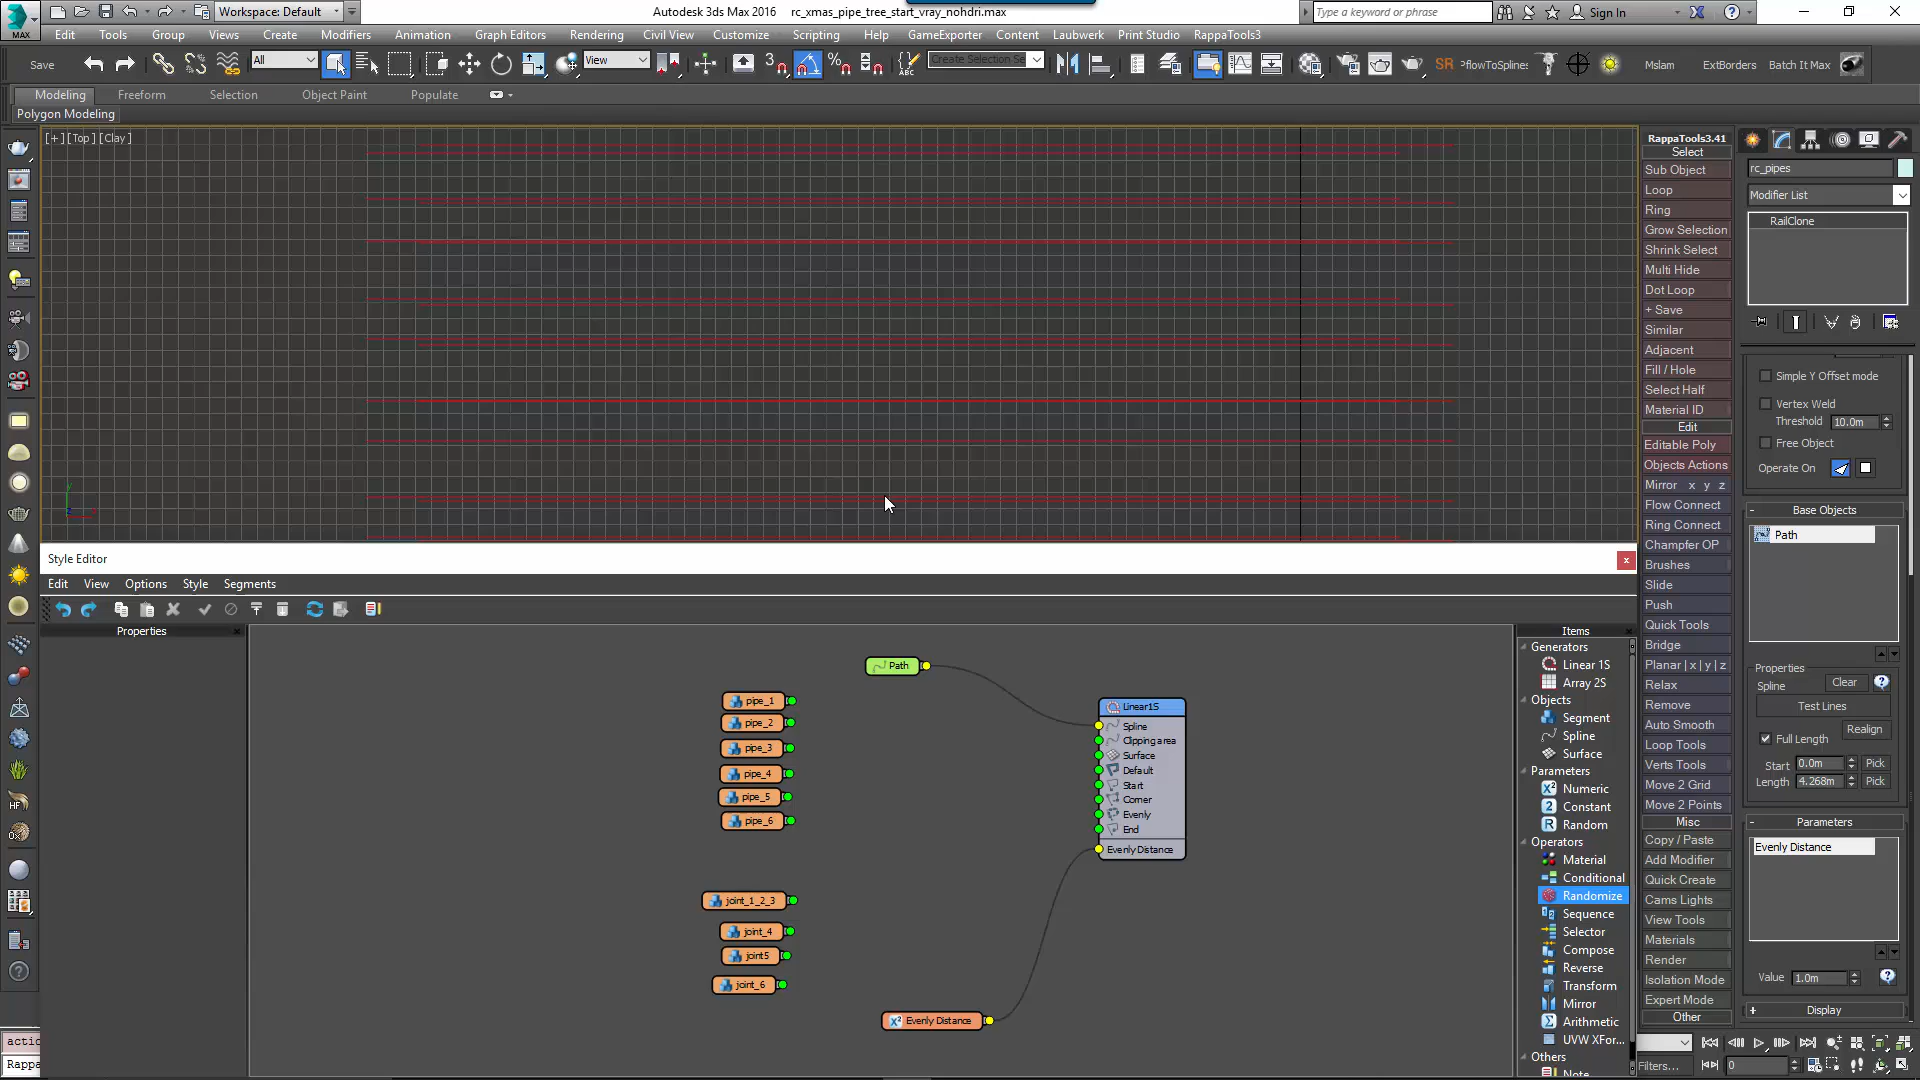 MAX
Workspace: Default
Autodesk 3ds Max 2016 rc_xmas_pipe_tree_start_vray_nohdri.max
Type a keyword or phrase
Sign In
Edit Tools Group Views Create Modifiers Animation Graph Editors Rendering Civil View Customize Scripting Help GameExporter Content Laubwerk Print Studio RappaTools3
Save
All
View
3
ABC
Create Selection Se
SR
PflowToSplines
Mslam
ExtBorders
Batch It Max
Modeling Freeform Selection Object Paint Populate
Polygon Modeling
[+][Top][Clay]
RappaTools3.41
Select
Sub Object
Loop
Ring
Grow Selection
Shrink Select
Multi Hide
Dot Loop
+ Save
Similar
Adjacent
Fill / Hole
Select Half
Material ID
Edit
Editable Poly
Objects Actions
Mirror x y z
Flow Connect
Ring Connect
Champfer OP
Brushes
Slide
Push
Quick Tools
Bridge
Planar | x | y | z
Relax
Remove
Auto Smooth
Loop Tools
Verts Tools
Move 2 Grid
Move 2 Points
Misc
Copy / Paste
Add Modifier
Quick Create
Cams Lights
View Tools
Materials
Render
Isolation Mode
Expert Mode
Other
rc_pipes
Modifier List
RailClone
Simple Y Offset mode
Vertex Weld
Threshold 10.0m
Free Object
Operate On
- Base Objects
Path
Properties
Spline Clear
Test Lines
Full Length Realign
Start 0.0m Pick
Length 4.268m Pick
- Parameters
Evenly Distance
Value 1.0m
+ Display
Style Editor
Edit View Options Style Segments
Properties
Path
pipe_1
pipe_2
pipe_3
pipe_4
pipe_5
pipe_6
joint_1_2_3
joint_4
joint5
joint_6
Evenly Distance
Linear1S
Spline
Clipping area
Surface
Default
Start
Corner
Evenly
End
Evenly Distance
Items
Generators
Linear 1S
Array 2S
Objects
Segment
Spline
Surface
Parameters
Numeric
Constant
Random
Operators
Material
Conditional
Randomize
Sequence
Selector
Compose
Reverse
Transform
Mirror
Arithmetic
UVW XFor...
Others
Note
HF
actic
Rappa
Filters...
0